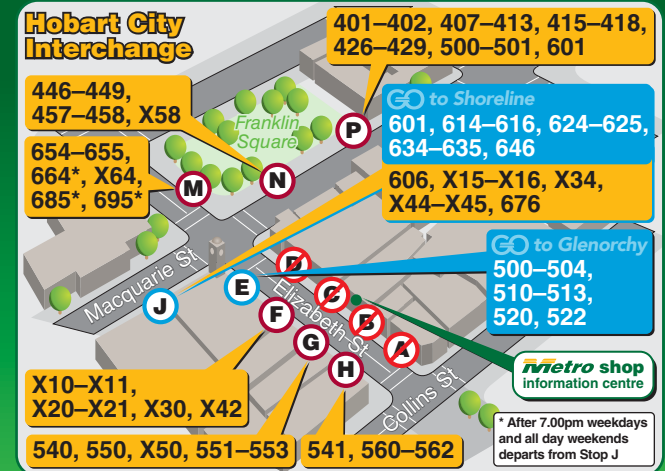 Hobart City
Interchange
401–402, 407–413, 415–418,
426–429, 500–501, 601
446–449,
457–458, X58
Franklin
Square
P
GO to Shoreline
601, 614–616, 624–625,
634–635, 646
654–655,
664*, X64,
685*, 695*
M
N
606, X15–X16, X34,
X44–X45, 676
GO to Glenorchy
500–504,
510–513,
520, 522
Macquarie St
J
E
D
C
B
A
Elizabeth St
F
G
H
Collins St
Metro shop
information centre
X10–X11,
X20–X21, X30, X42
540, 550, X50, 551–553
541, 560–562
* After 7.00pm weekdays
and all day weekends
departs from Stop J